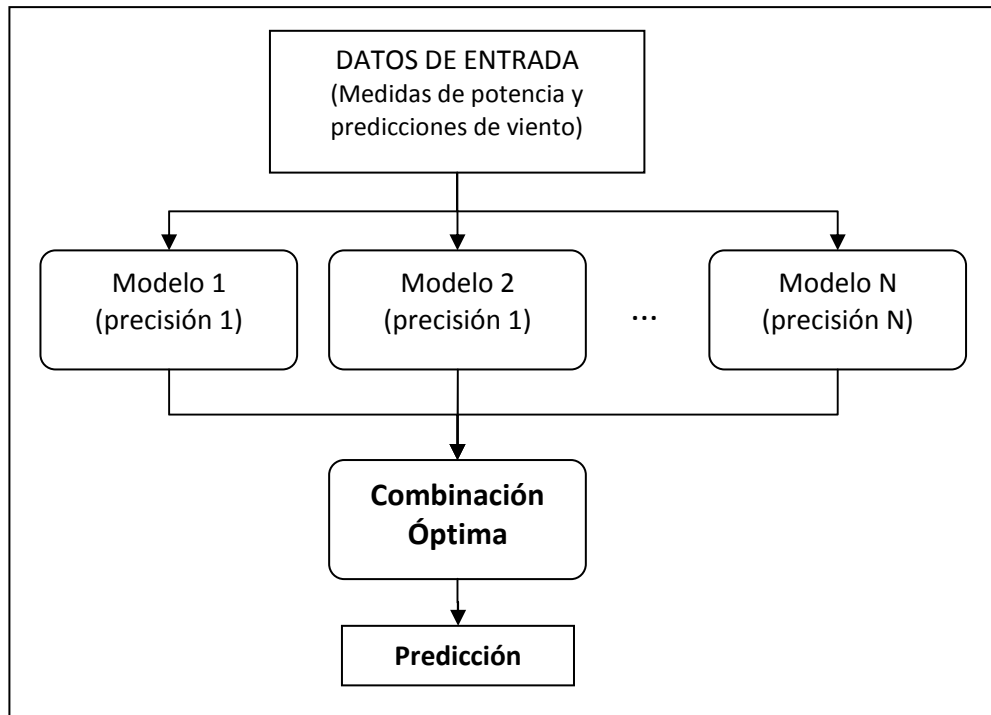 DATOS DE ENTRADA
(Medidas de potencia y
predicciones de viento)
Modelo 1
(precisión 1)
Modelo 2
(precisión 1)
...
Modelo N
(precisión N)
Combinación
Óptima
Predicción